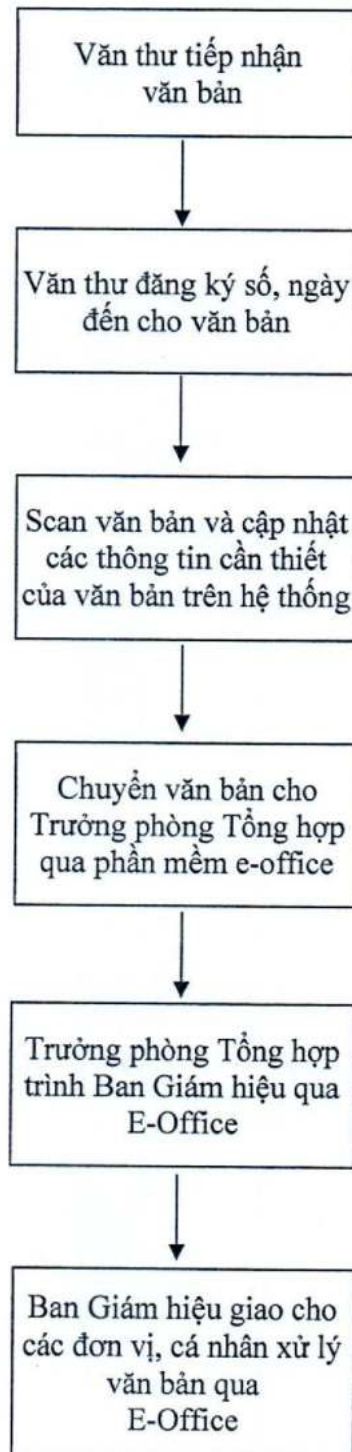 Văn thư tiếp nhận
văn bản
Văn thư đăng ký số, ngày
đến cho văn bản
Scan văn bản và cập nhật
các thông tin cần thiết
của văn bản trên hệ thống
Chuyển văn bản cho
Trưởng phòng Tổng hợp
qua phần mềm e-office
Trưởng phòng Tổng hợp
trình Ban Giám hiệu qua
E-Office
Ban Giám hiệu giao cho
các đơn vị, cá nhân xử lý
văn bản qua
E-Office